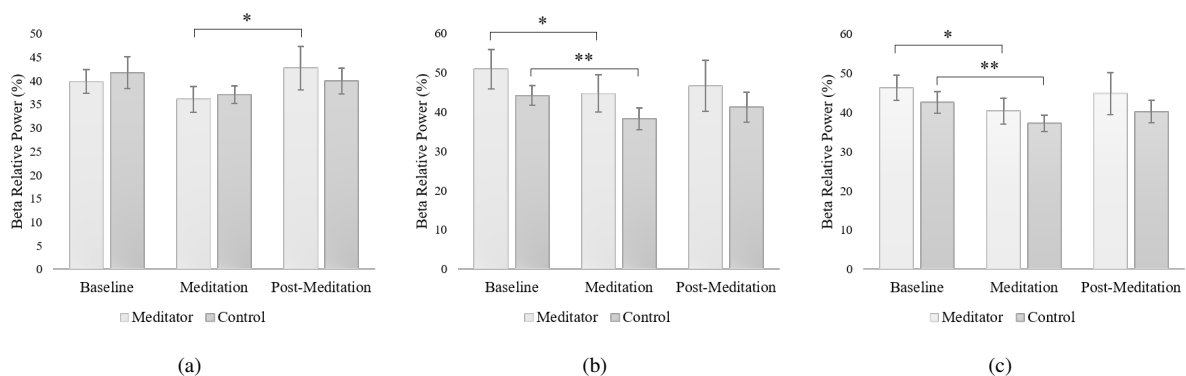 Beta Relative Power (%)
50
45
40
35
30
25
20
15
10
5
0
*
Baseline Meditation Post-Meditation
Meditator Control
(a)
Beta Relative Power (%)
60
50
40
30
20
10
0
*
**
Baseline Meditation Post-Meditation
Meditator Control
(b)
Beta Relative Power (%)
60
50
40
30
20
10
0
*
**
Baseline Meditation Post-Meditation
Meditator Control
(c)